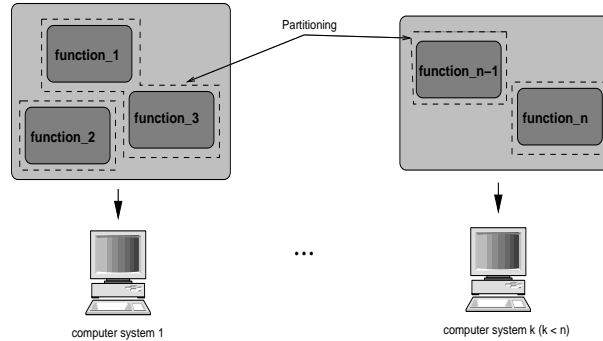 Partitioning
function_1
function_2
function_3
function_n−1
function_n
...
computer system 1
computer system k (k < n)